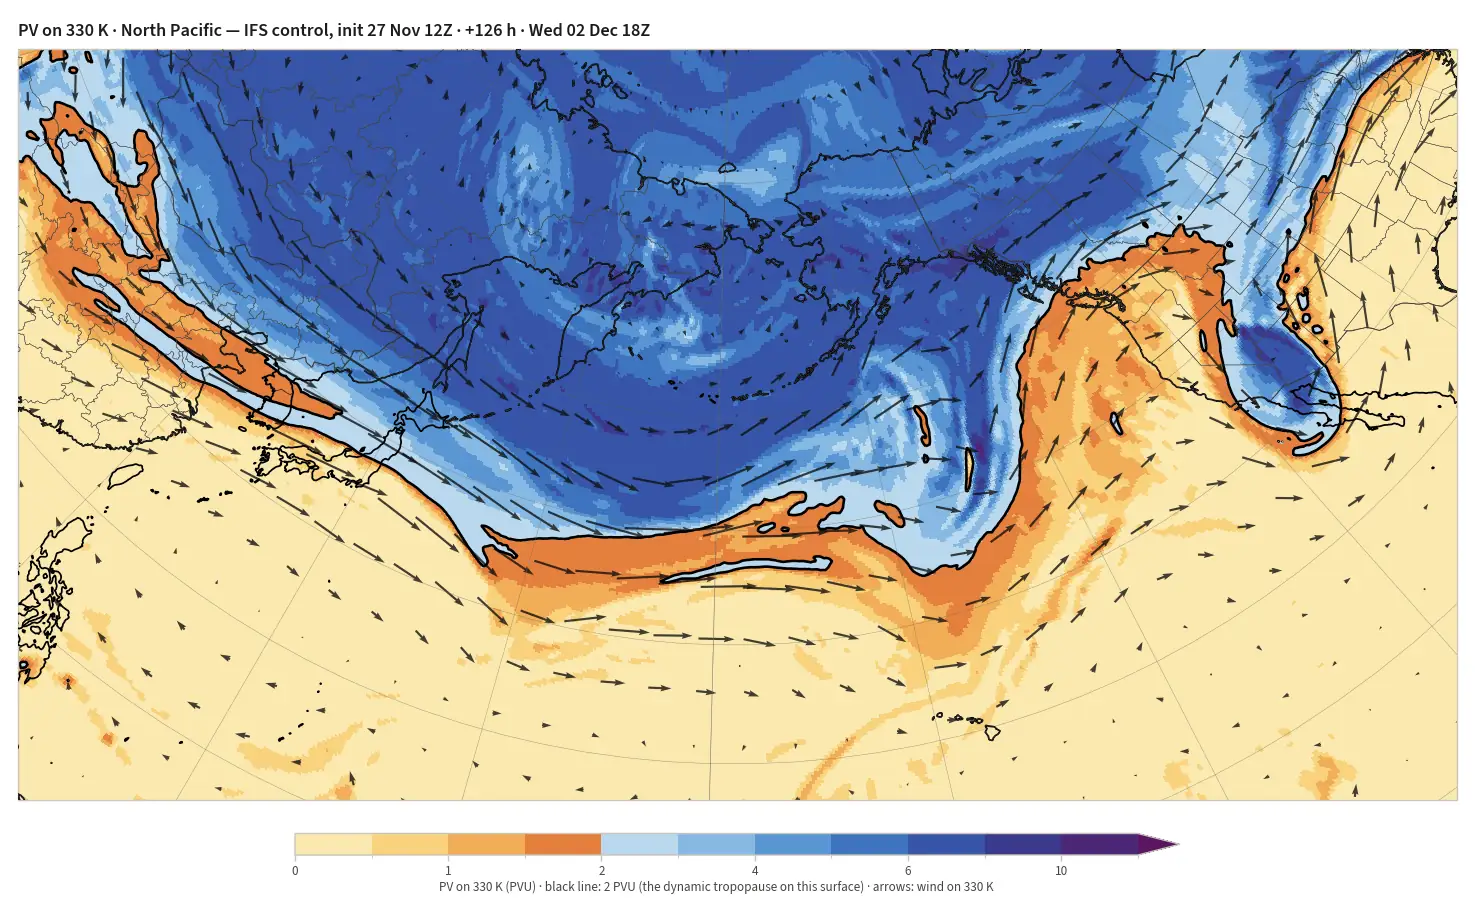 PV on 330 K · North Pacific — IFS control, init 27 Nov 12Z · +126 h · Wed 02 Dec 18Z
0 1 2 4 6 10
PV on 330 K (PVU) · black line: 2 PVU (the dynamic tropopause on this surface) · arrows: wind on 330 K